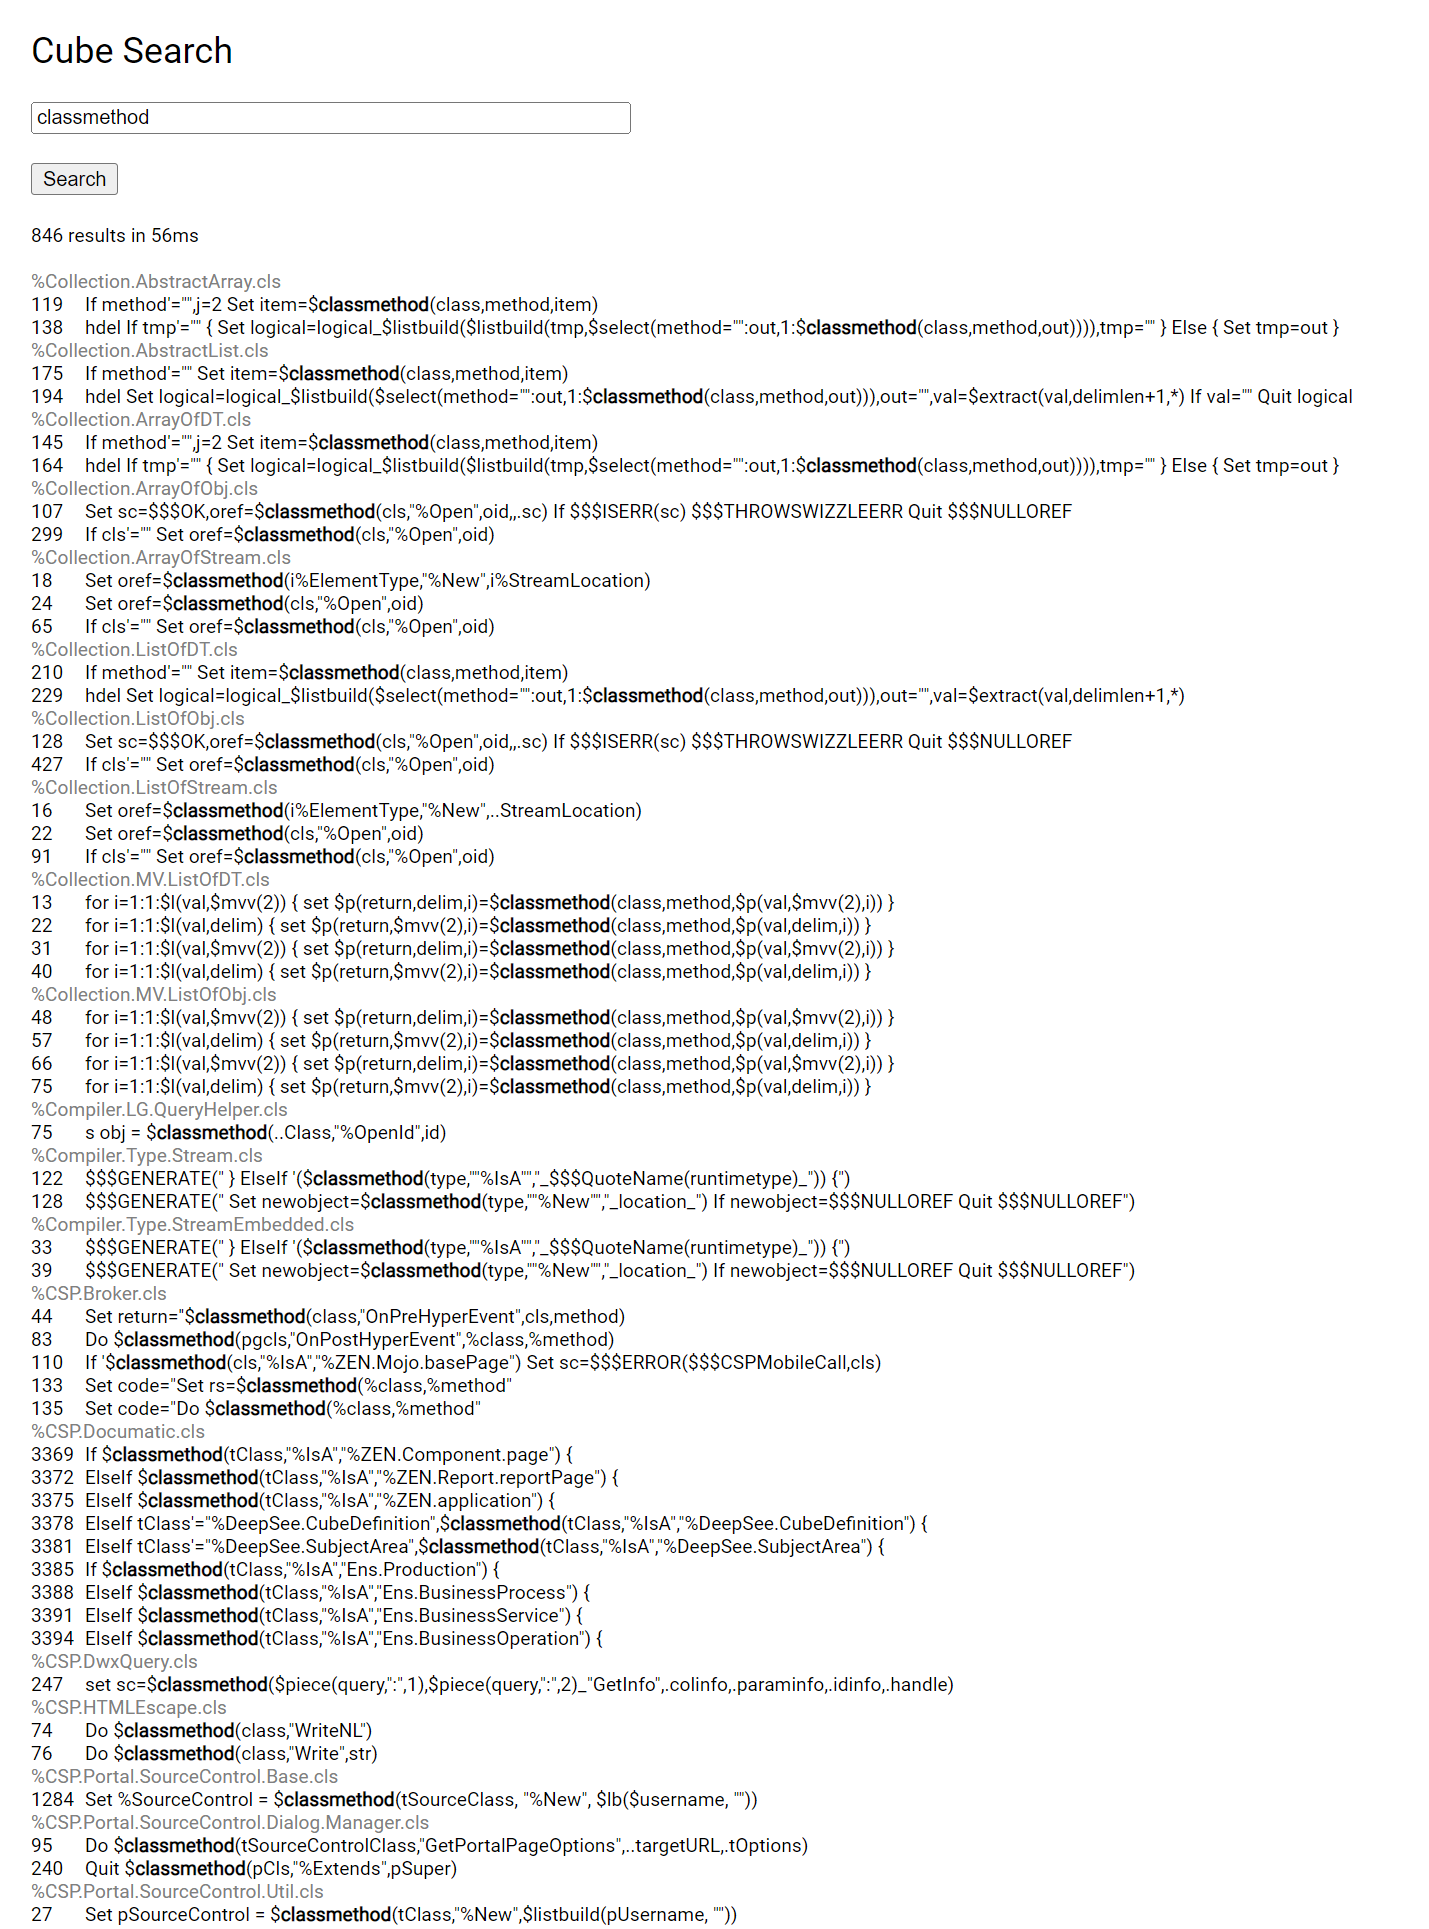 Cube Search
classmethod
Search
846 results in 56ms
%Collection.AbstractArray.cls
119 If method'="",j=2 Set item=$classmethod(class,method,item)
138 hdel If tmp'="" { Set logical=logical_$listbuild($listbuild(tmp,$select(method="":out,1:$classmethod(class,method,out)))),tmp="" } Else { Set tmp=out }
%Collection.AbstractList.cls
175 If method'="" Set item=$classmethod(class,method,item)
194 hdel Set logical=logical_$listbuild($select(method="":out,1:$classmethod(class,method,out))),out="",val=$extract(val,delimlen+1,*) If val="" Quit logical
%Collection.ArrayOfDT.cls
145 If method'="",j=2 Set item=$classmethod(class,method,item)
164 hdel If tmp'="" { Set logical=logical_$listbuild($listbuild(tmp,$select(method="":out,1:$classmethod(class,method,out)))),tmp="" } Else { Set tmp=out }
%Collection.ArrayOfObj.cls
107 Set sc=$$$OK,oref=$classmethod(cls,"%Open",oid,,.sc) If $$$ISERR(sc) $$$THROWSWIZZLEERR Quit $$$NULLOREF
299 If cls'="" Set oref=$classmethod(cls,"%Open",oid)
%Collection.ArrayOfStream.cls
18 Set oref=$classmethod(i%ElementType,"%New",i%StreamLocation)
24 Set oref=$classmethod(cls,"%Open",oid)
65 If cls'="" Set oref=$classmethod(cls,"%Open",oid)
%Collection.ListOfDT.cls
210 If method'="" Set item=$classmethod(class,method,item)
229 hdel Set logical=logical_$listbuild($select(method="":out,1:$classmethod(class,method,out))),out="",val=$extract(val,delimlen+1,*)
%Collection.ListOfObj.cls
128 Set sc=$$$OK,oref=$classmethod(cls,"%Open",oid,,.sc) If $$$ISERR(sc) $$$THROWSWIZZLEERR Quit $$$NULLOREF
427 If cls'="" Set oref=$classmethod(cls,"%Open",oid)
%Collection.ListOfStream.cls
16 Set oref=$classmethod(i%ElementType,"%New",..StreamLocation)
22 Set oref=$classmethod(cls,"%Open",oid)
91 If cls'="" Set oref=$classmethod(cls,"%Open",oid)
%Collection.MV.ListOfDT.cls
13 for i=1:1:$l(val,$mvv(2)) { set $p(return,delim,i)=$classmethod(class,method,$p(val,$mvv(2),i)) }
22 for i=1:1:$l(val,delim) { set $p(return,$mvv(2),i)=$classmethod(class,method,$p(val,delim,i)) }
31 for i=1:1:$l(val,$mvv(2)) { set $p(return,delim,i)=$classmethod(class,method,$p(val,$mvv(2),i)) }
40 for i=1:1:$l(val,delim) { set $p(return,$mvv(2),i)=$classmethod(class,method,$p(val,delim,i)) }
%Collection.MV.ListOfObj.cls
48 for i=1:1:$l(val,$mvv(2)) { set $p(return,delim,i)=$classmethod(class,method,$p(val,$mvv(2),i)) }
57 for i=1:1:$l(val,delim) { set $p(return,$mvv(2),i)=$classmethod(class,method,$p(val,delim,i)) }
66 for i=1:1:$l(val,$mvv(2)) { set $p(return,delim,i)=$classmethod(class,method,$p(val,$mvv(2),i)) }
75 for i=1:1:$l(val,delim) { set $p(return,$mvv(2),i)=$classmethod(class,method,$p(val,delim,i)) }
%Compiler.LG.QueryHelper.cls
75 s obj = $classmethod(..Class,"%OpenId",id)
%Compiler.Type.Stream.cls
122 $$$GENERATE(" } ElseIf '($classmethod(type,""%IsA"","_$$$QuoteName(runtimetype)_")) {")
128 $$$GENERATE(" Set newobject=$classmethod(type,""%New"","_location_") If newobject=$$$NULLOREF Quit $$$NULLOREF")
%Compiler.Type.StreamEmbedded.cls
33 $$$GENERATE(" } ElseIf '($classmethod(type,""%IsA"","_$$$QuoteName(runtimetype)_")) {")
39 $$$GENERATE(" Set newobject=$classmethod(type,""%New"","_location_") If newobject=$$$NULLOREF Quit $$$NULLOREF")
%CSP.Broker.cls
44 Set return="$classmethod(class,"OnPreHyperEvent",cls,method)
83 Do $classmethod(pgcls,"OnPostHyperEvent",%class,%method)
110 If '$classmethod(cls,"%IsA","%ZEN.Mojo.basePage") Set sc=$$$ERROR($$$CSPMobileCall,cls)
133 Set code="Set rs=$classmethod(%class,%method"
135 Set code="Do $classmethod(%class,%method"
%CSP.Documatic.cls
3369 If $classmethod(tClass,"%IsA","%ZEN.Component.page") {
3372 ElseIf $classmethod(tClass,"%IsA","%ZEN.Report.reportPage") {
3375 ElseIf $classmethod(tClass,"%IsA","%ZEN.application") {
3378 ElseIf tClass'="%DeepSee.CubeDefinition",$classmethod(tClass,"%IsA","%DeepSee.CubeDefinition") {
3381 ElseIf tClass'="%DeepSee.SubjectArea",$classmethod(tClass,"%IsA","%DeepSee.SubjectArea") {
3385 If $classmethod(tClass,"%IsA","Ens.Production") {
3388 ElseIf $classmethod(tClass,"%IsA","Ens.BusinessProcess") {
3391 ElseIf $classmethod(tClass,"%IsA","Ens.BusinessService") {
3394 ElseIf $classmethod(tClass,"%IsA","Ens.BusinessOperation") {
%CSP.DwxQuery.cls
247 set sc=$classmethod($piece(query,":",1),$piece(query,":",2)_"GetInfo",.colinfo,.paraminfo,.idinfo,.handle)
%CSP.HTMLEscape.cls
74 Do $classmethod(class,"WriteNL")
76 Do $classmethod(class,"Write",str)
%CSP.Portal.SourceControl.Base.cls
1284 Set %SourceControl = $classmethod(tSourceClass, "%New", $lb($username, ""))
%CSP.Portal.SourceControl.Dialog.Manager.cls
95 Do $classmethod(tSourceControlClass,"GetPortalPageOptions",..targetURL,.tOptions)
240 Quit $classmethod(pCls,"%Extends",pSuper)
%CSP.Portal.SourceControl.Util.cls
27 Set pSourceControl = $classmethod(tClass,"%New",$listbuild(pUsername, ""))